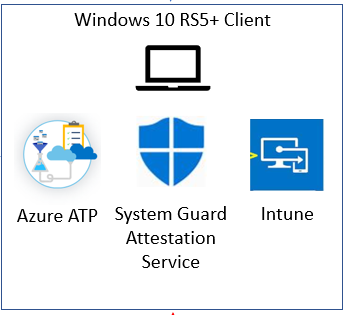 Windows 10 RS5+ Client
Azure ATP
System Guard
Attestation
Service
Intune